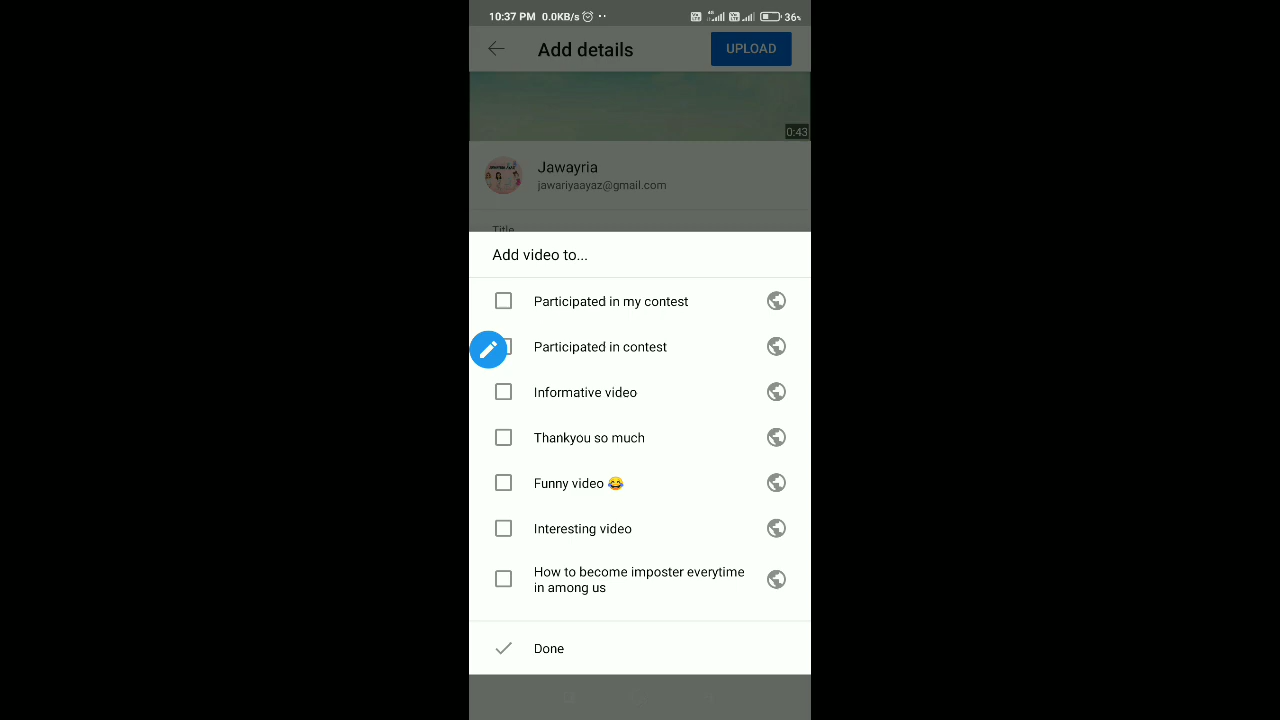 10:37 PM 0.0KB/s
36%
Add details
UPLOAD
0:43
Jawayria
jawariyaayaz@gmail.com
Title
Add video to...
Participated in my contest
Participated in contest
Informative video
Thankyou so much
Funny video 😂
Interesting video
How to become imposter everytime
in among us
Done